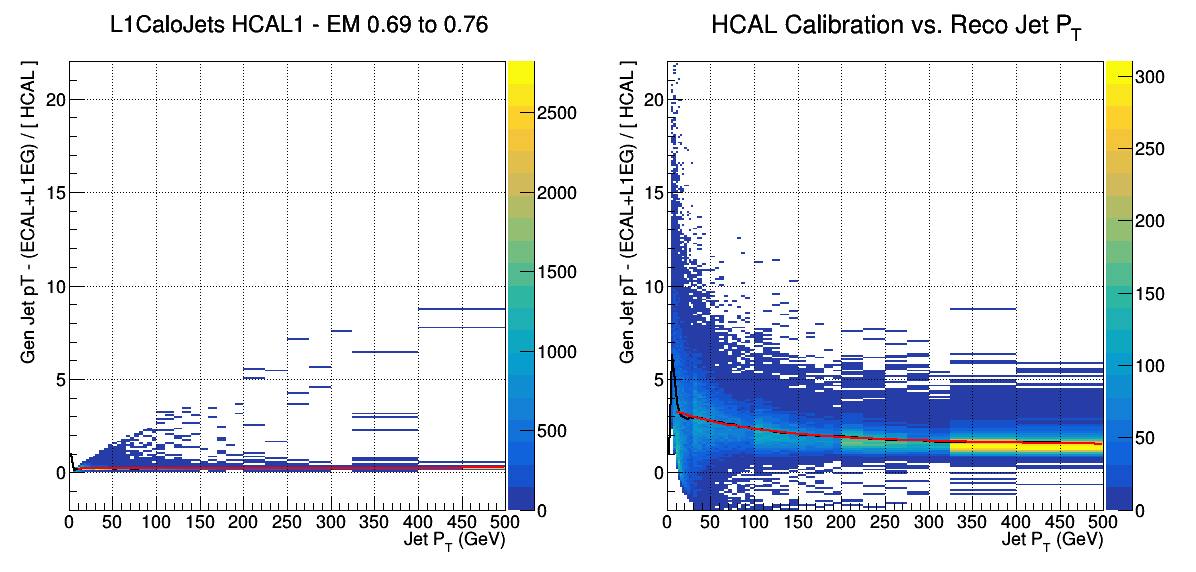 L1CaloJets HCAL1 - EM 0.69 to 0.76
Gen Jet pT - (ECAL+L1EG) / [ HCAL ]
20
15
10
5
0
0 50 100 150 200 250 300 350 400 450 500
Jet P_T (GeV)
2500
2000
1500
1000
500
0
HCAL Calibration vs. Reco Jet P_T
Gen Jet pT - (ECAL+L1EG) / [ HCAL ]
20
15
10
5
0
0 50 100 150 200 250 300 350 400 450 500
Jet P_T (GeV)
300
250
200
150
100
50
0